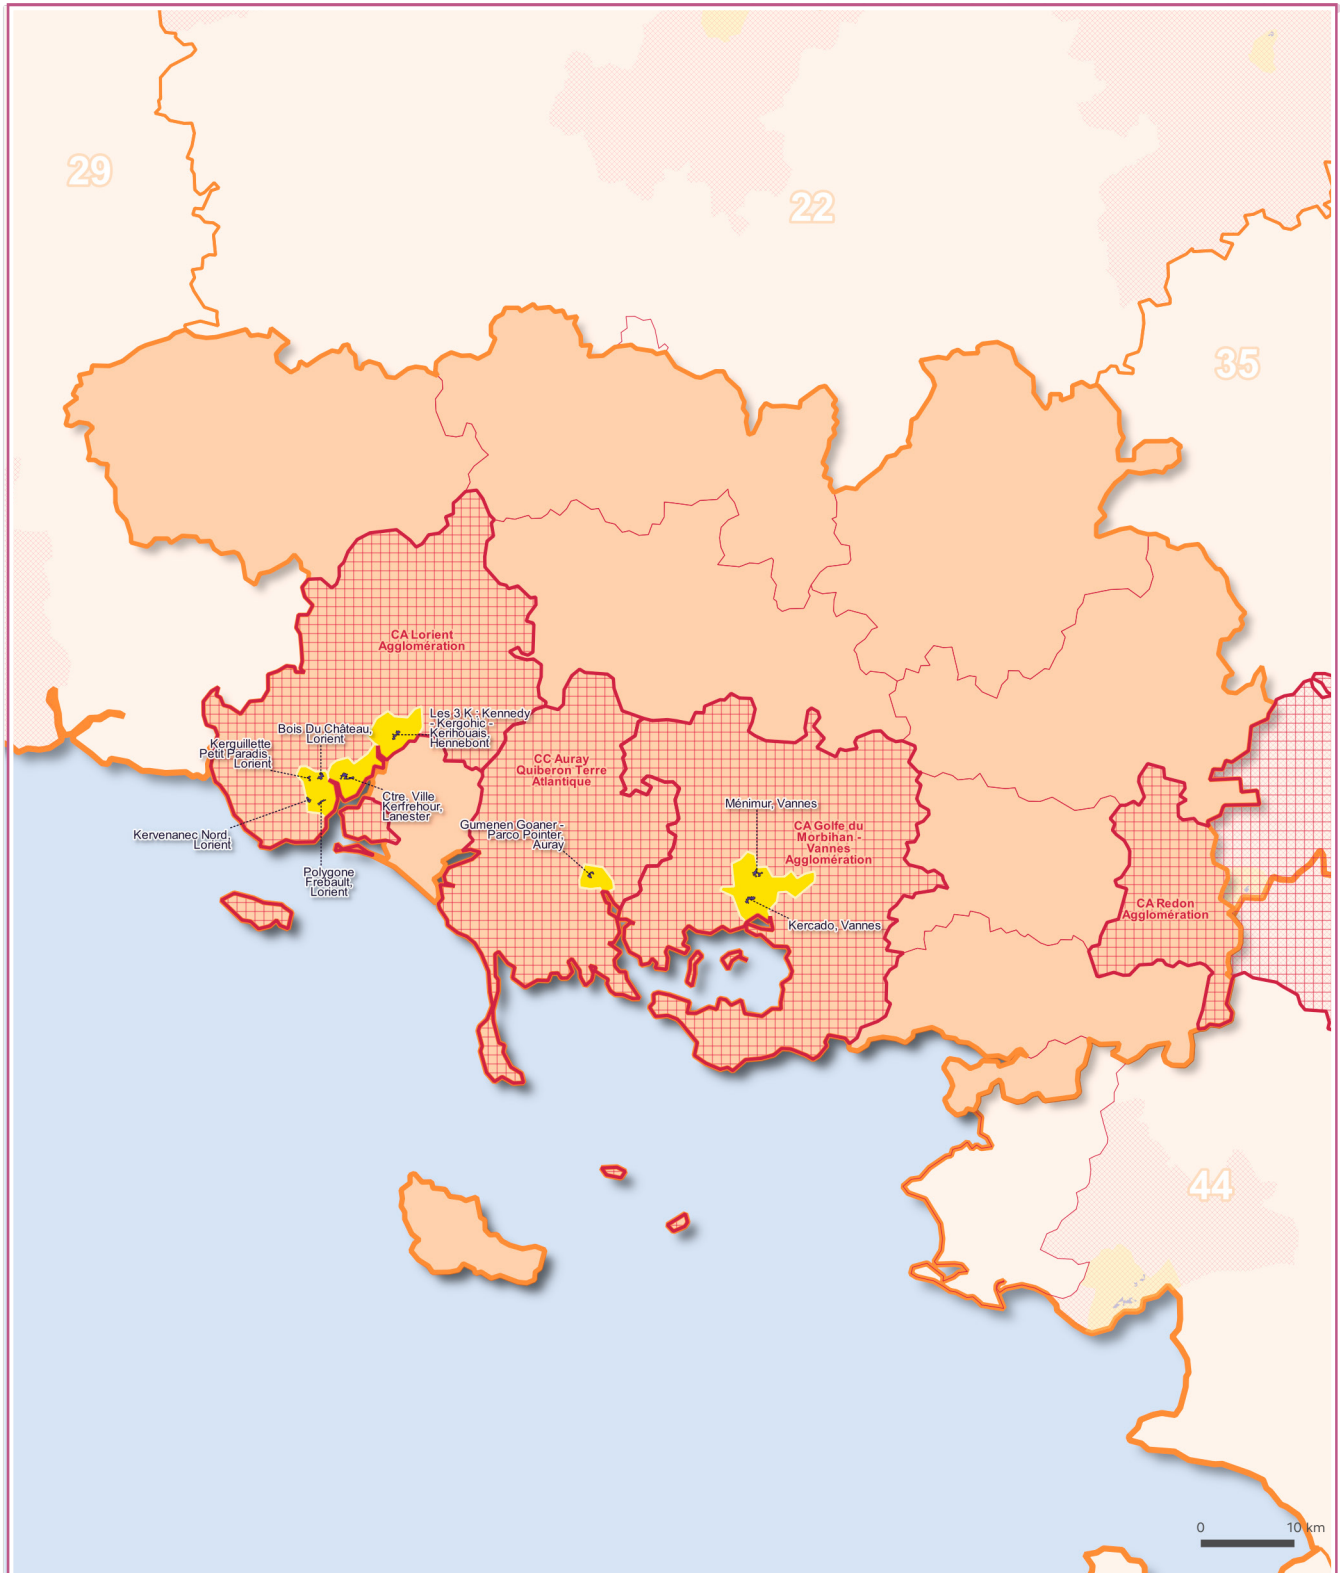 29
22
35
CA Lorient
Agglomération
Les 3 K : Kennedy
- Kergohic -
Kerihouais,
Hennebont
Bois Du Château,
Lorient
Kerguillette
Petit Paradis,
Lorient
CC Auray
Quiberon Terre
Atlantique
Ctre. Ville
Kerfrehour,
Lanester
Ménimur, Vannes
Kervenanec Nord,
Lorient
Gumenen Goaner -
Parco Pointer,
Auray
CA Golfe du
Morbihan -
Vannes
Agglomération
Polygone
Frebault,
Lorient
CA Redon
Agglomération
Kercado, Vannes
44
0 10 km